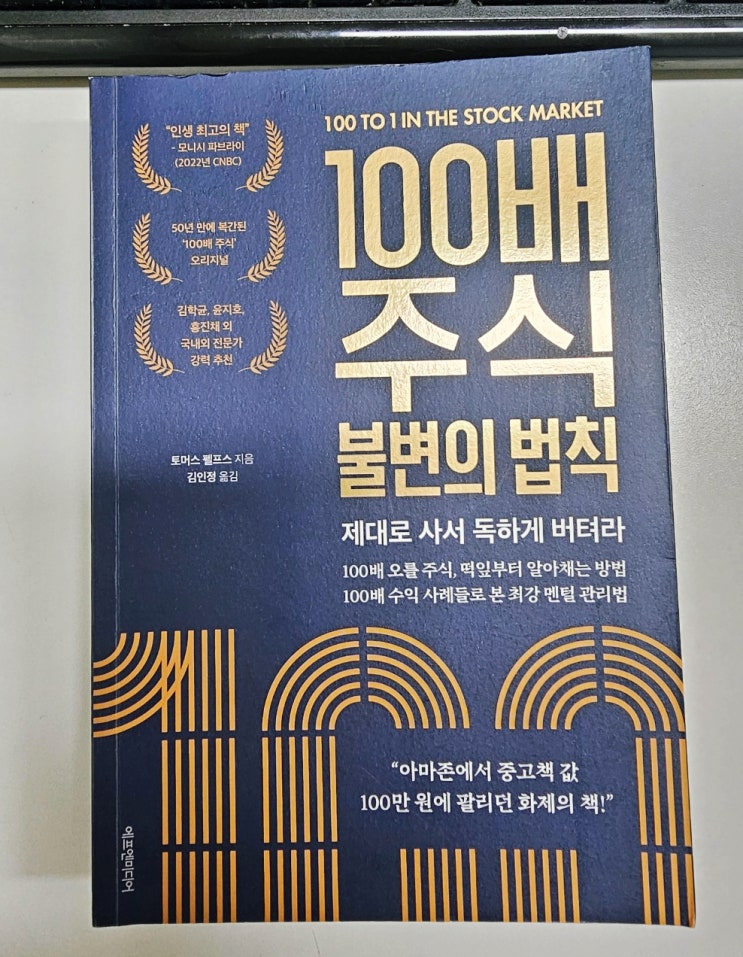 100 TO 1 IN THE STOCK MARKET
100배
주식
불변의 법칙
제대로 사서 독하게 버텨라
100배 오를 주식, 떡잎부터 알아채는 방법
100배 수익 사례들로 본 최강 멘털 관리법
"인생 최고의 책"
- 모니시 파브라이
(2022년 CNBC)
50년 만에 복간된
'100배 주식'
오리지널
김학균, 윤지호,
홍진채 외
국내외 전문가
강력 추천
토머스 펠프스 지음
김인정 옮김
"아마존에서 중고책 값
100만 원에 팔리던 화제의 책!"
에프엔미디어